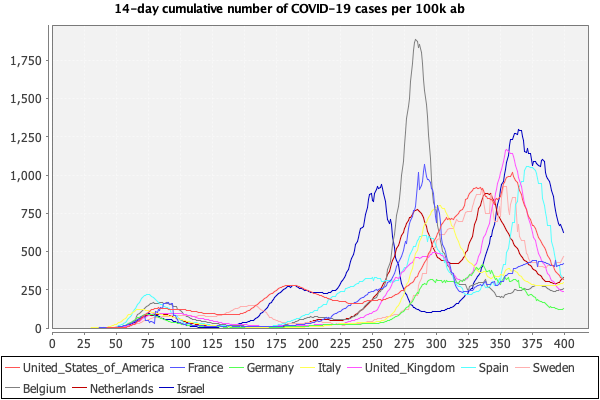 14-day cumulative number of COVID-19 cases per 100k ab
1,750
1,500
1,250
1,000
750
500
250
0
0 25 50 75 100 125 150 175 200 225 250 275 300 325 350 375 400
United_States_of_America France Germany Italy United_Kingdom Spain Sweden
Belgium Netherlands Israel